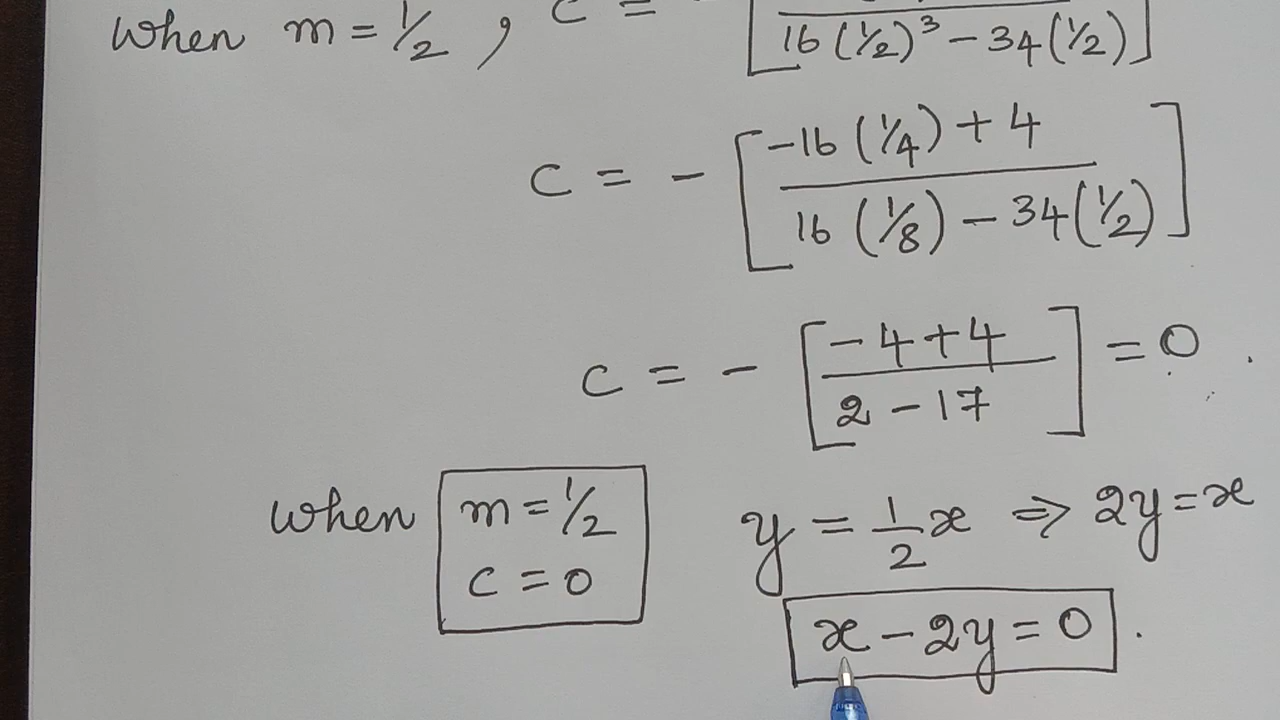 When m = 1/2 , c = [ 16 (1/2)³ − 34 (1/2) ]
c = − [ −16 (1/4) + 4 / 16 (1/8) − 34 (1/2) ]
c = − [ −4 + 4 / 2 − 17 ] = 0 .
When m = 1/2 y = 1/2 x ⇒ 2y = x
c = 0
x − 2y = 0 .